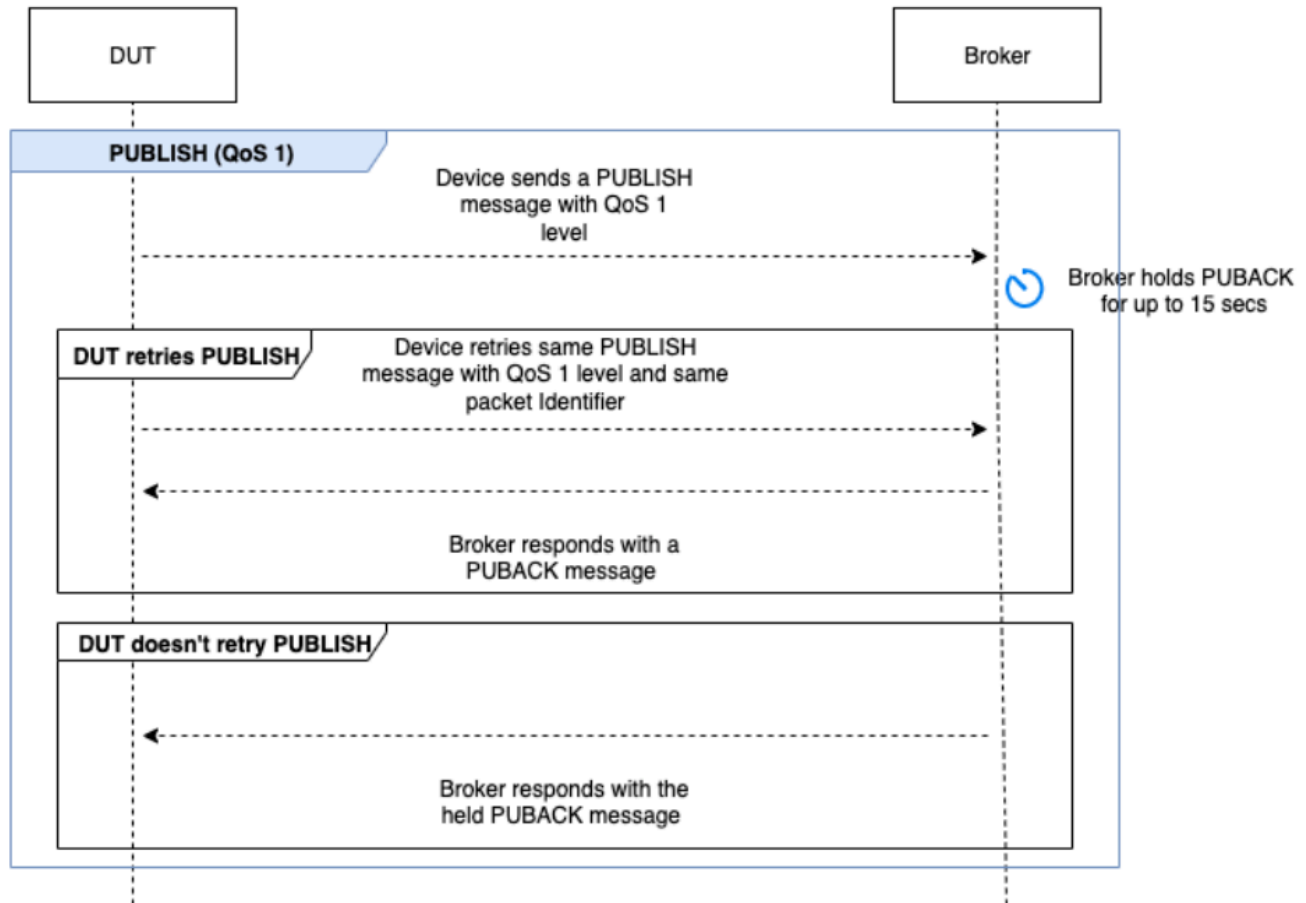 DUT
Broker
PUBLISH (QoS 1)
Device sends a PUBLISH
message with QoS 1
level
Broker holds PUBACK
for up to 15 secs
DUT retries PUBLISH
Device retries same PUBLISH
message with QoS 1 level and same
packet Identifier
Broker responds with a
PUBACK message
DUT doesn't retry PUBLISH
Broker responds with the
held PUBACK message